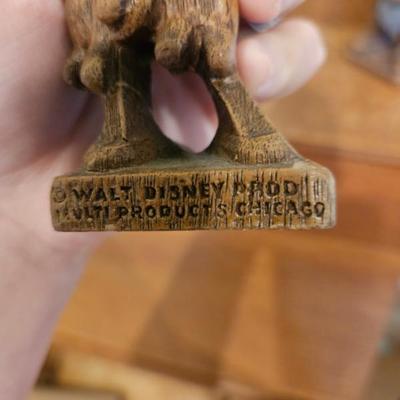 © WALT DISNEY PROD
MULTI PRODUCTS CHICAGO